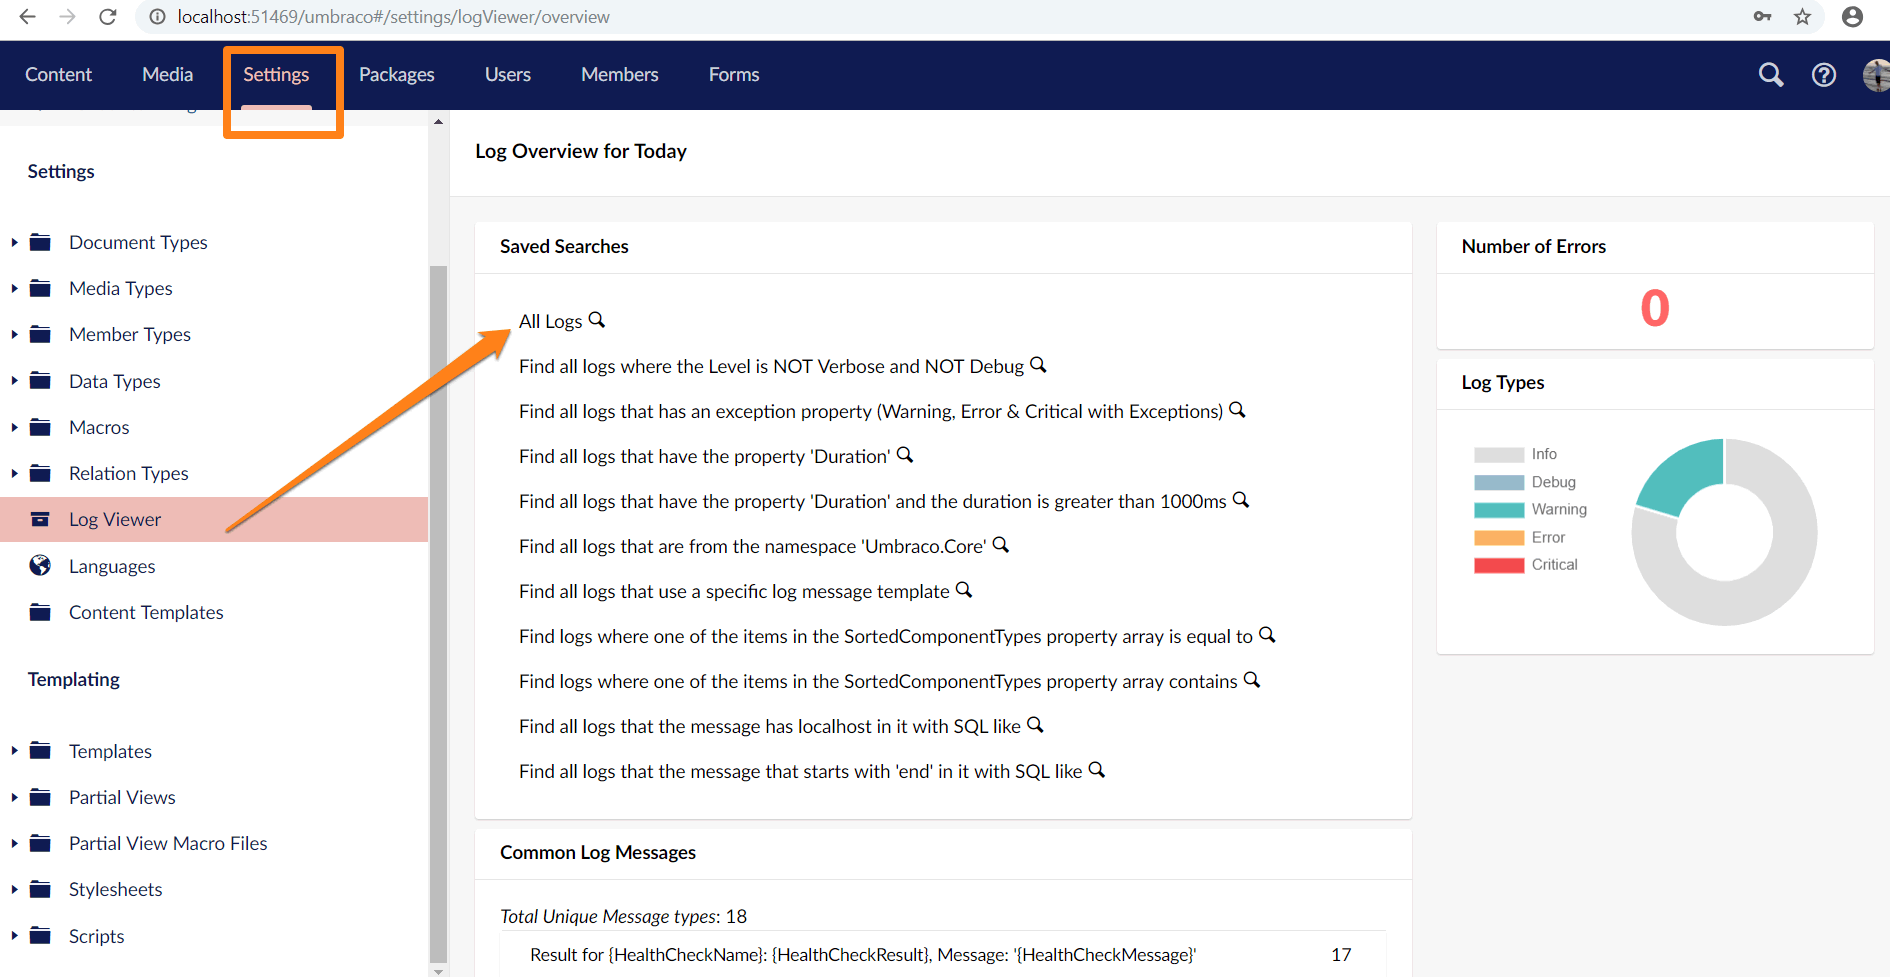 localhost:51469/umbraco#/settings/logViewer/overview
Content Media Settings Packages Users Members Forms
Settings
Document Types
Media Types
Member Types
Data Types
Macros
Relation Types
Log Viewer
Languages
Content Templates
Templating
Templates
Partial Views
Partial View Macro Files
Stylesheets
Scripts
Log Overview for Today
Saved Searches
All Logs
Find all logs where the Level is NOT Verbose and NOT Debug
Find all logs that has an exception property (Warning, Error & Critical with Exceptions)
Find all logs that have the property 'Duration'
Find all logs that have the property 'Duration' and the duration is greater than 1000ms
Find all logs that are from the namespace 'Umbraco.Core'
Find all logs that use a specific log message template
Find logs where one of the items in the SortedComponentTypes property array is equal to
Find logs where one of the items in the SortedComponentTypes property array contains
Find all logs that the message has localhost in it with SQL like
Find all logs that the message that starts with 'end' in it with SQL like
Common Log Messages
Total Unique Message types: 18
Result for {HealthCheckName}: {HealthCheckResult}, Message: '{HealthCheckMessage}' 17
Number of Errors
0
Log Types
Info
Debug
Warning
Error
Critical